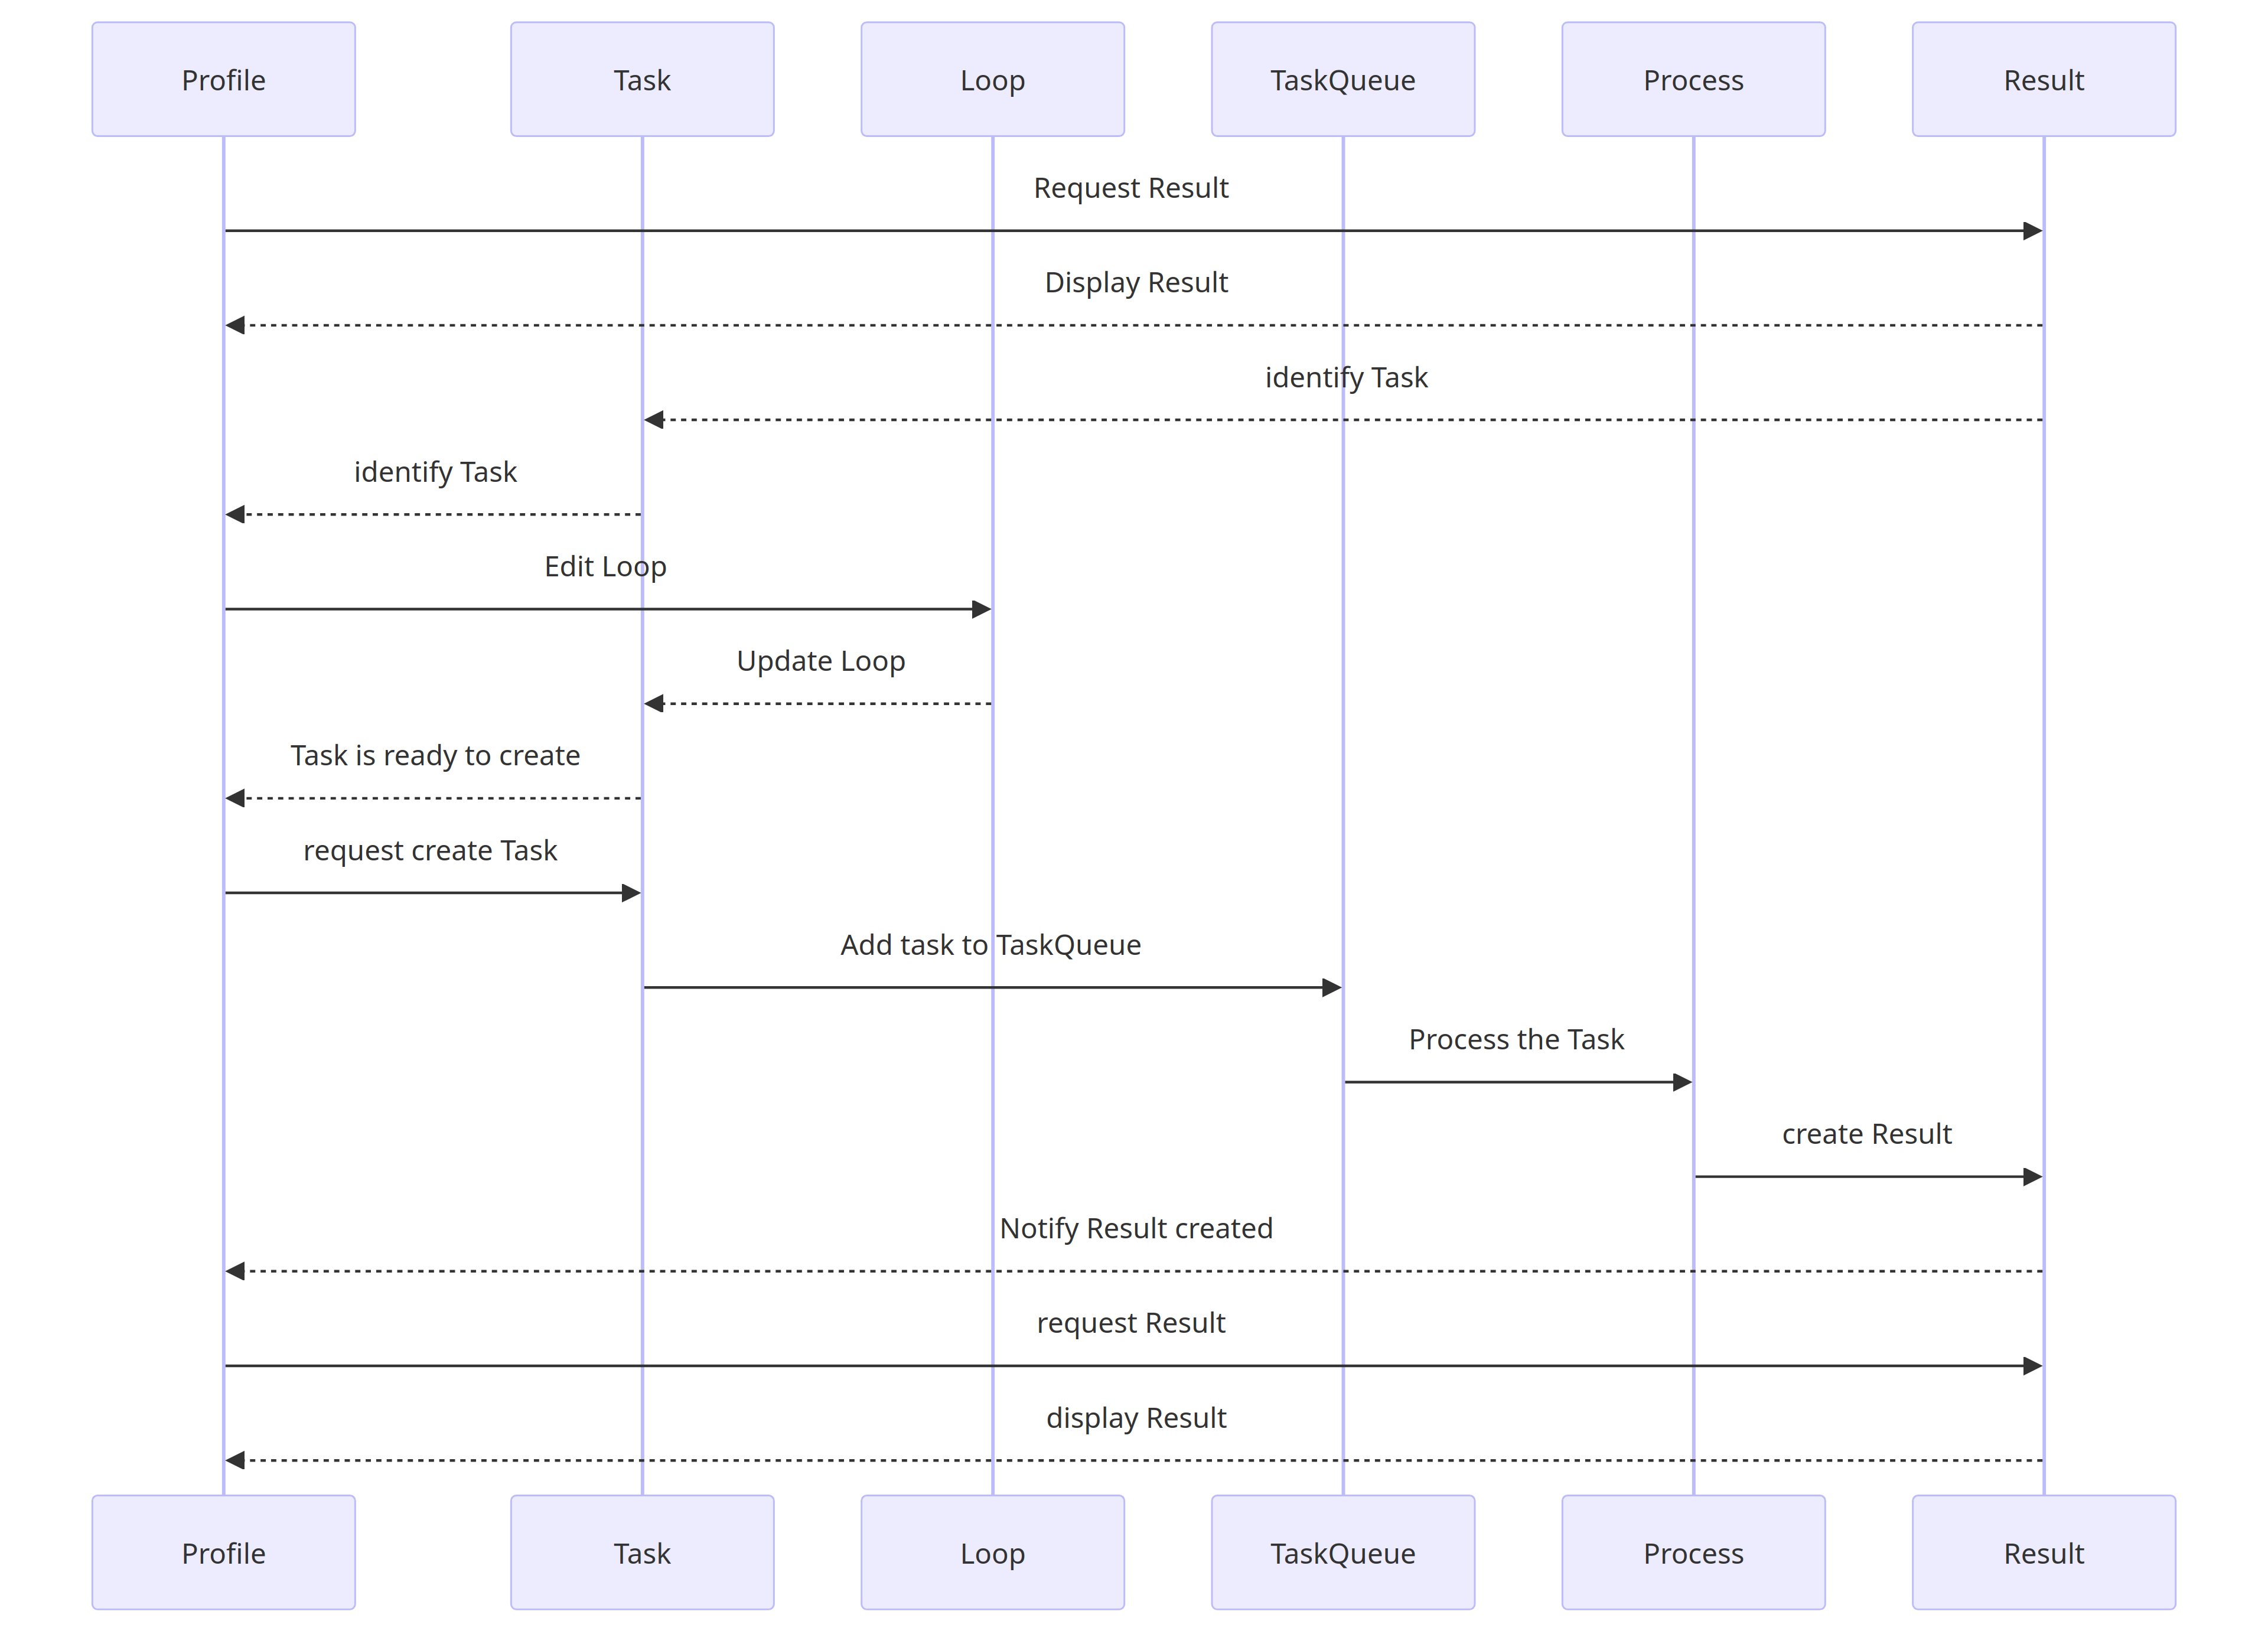 Profile
Task
Loop
TaskQueue
Process
Result
Request Result
Display Result
identify Task
identify Task
Edit Loop
Update Loop
Task is ready to create
request create Task
Add task to TaskQueue
Process the Task
create Result
Notify Result created
request Result
display Result
Profile
Task
Loop
TaskQueue
Process
Result